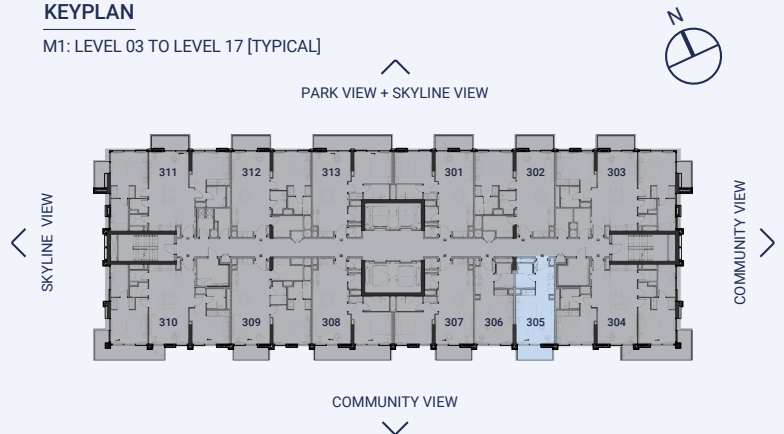 KEYPLAN
M1: LEVEL 03 TO LEVEL 17 [TYPICAL]
N
PARK VIEW + SKYLINE VIEW
311 312 313 301 302 303
SKYLINE VIEW
COMMUNITY VIEW
310 309 308 307 306 305 304
COMMUNITY VIEW